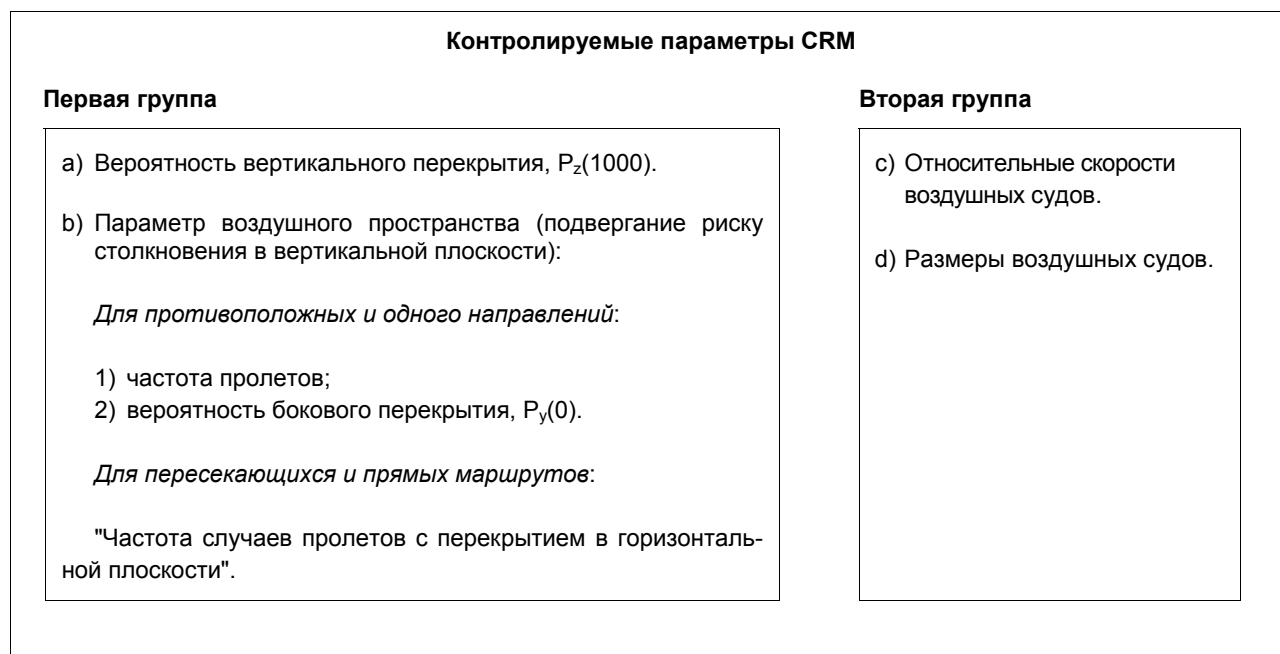 Контролируемые параметры CRM
Первая группа
a) Вероятность вертикального перекрытия, Pz(1000).
b) Параметр воздушного пространства (подвергание риску
столкновения в вертикальной плоскости):
Для противоположных и одного направлений:
1) частота пролетов;
2) вероятность бокового перекрытия, Py(0).
Для пересекающихся и прямых маршрутов:
"Частота случаев пролетов с перекрытием в горизонталь-
ной плоскости".
Вторая группа
c) Относительные скорости
воздушных судов.
d) Размеры воздушных судов.